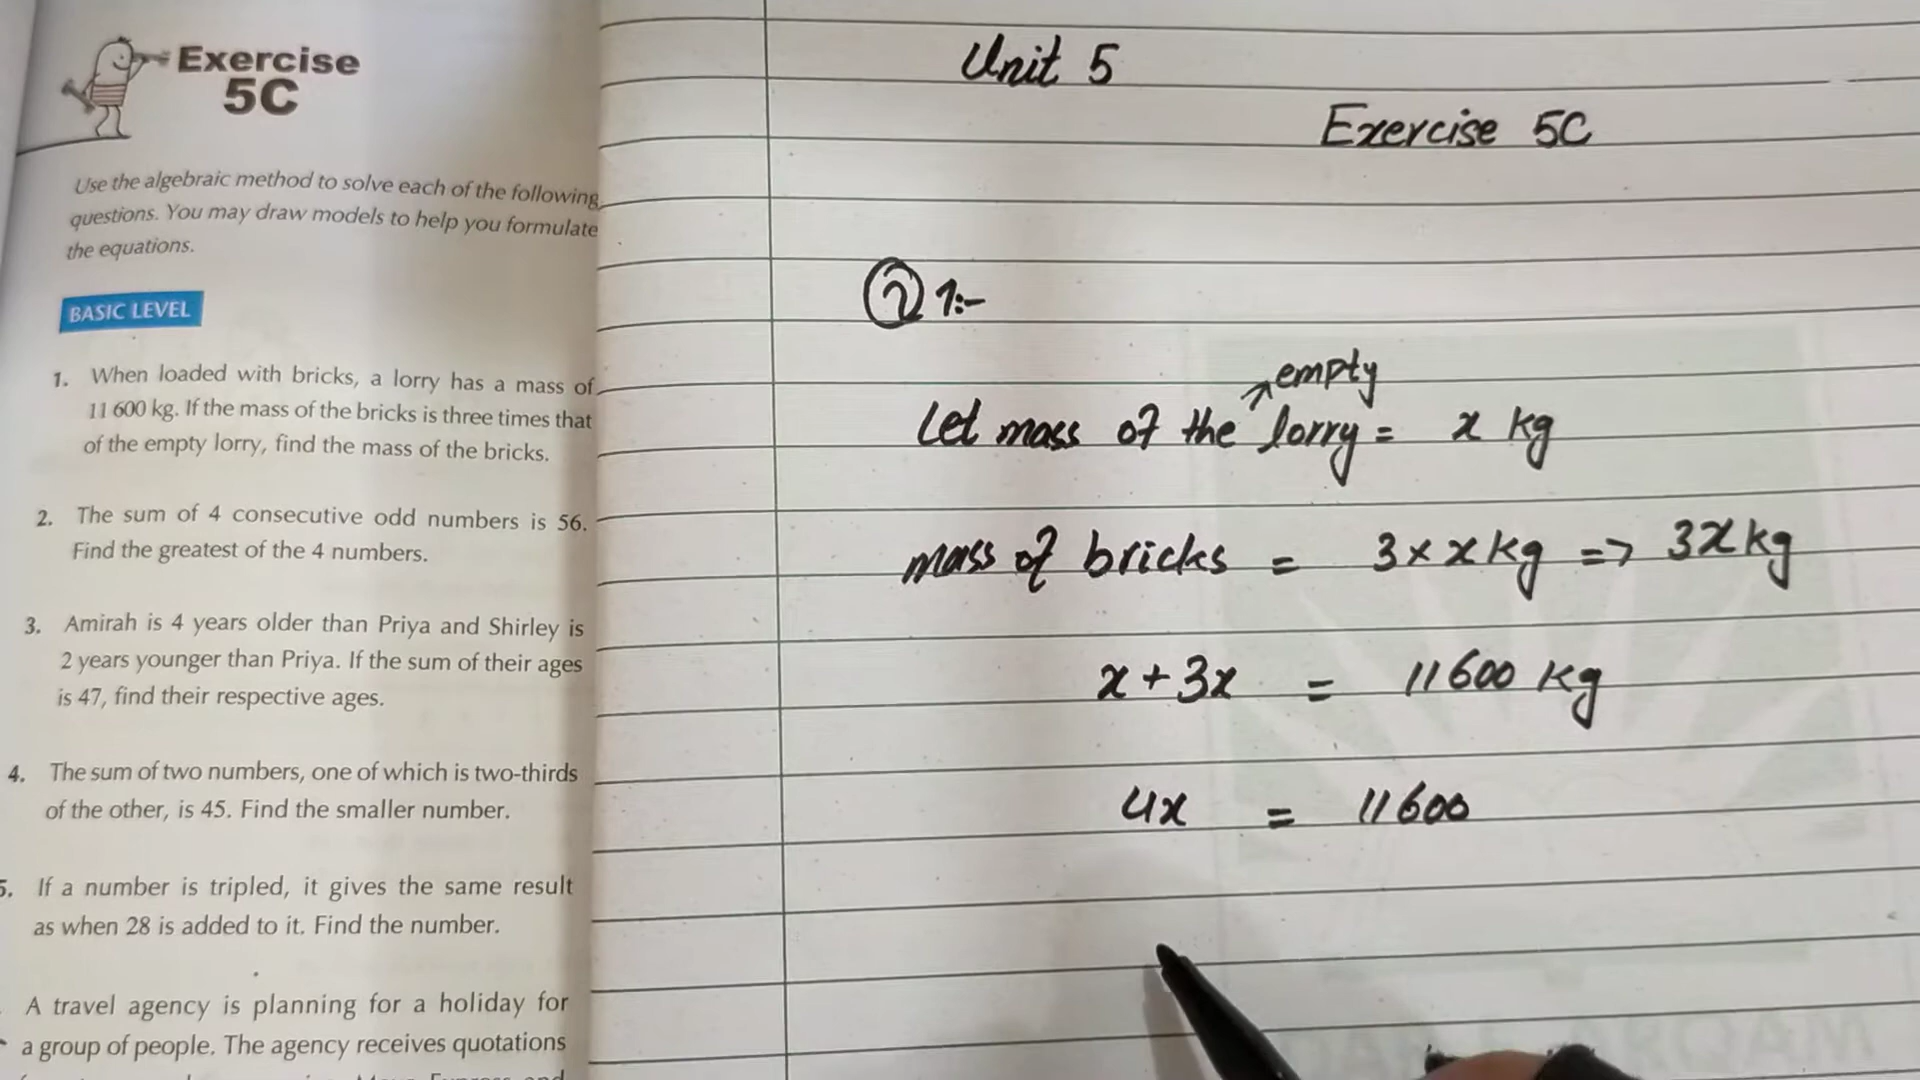 Exercise
5C
Use the algebraic method to solve each of the following
questions. You may draw models to help you formulate
the equations.
BASIC LEVEL
1. When loaded with bricks, a lorry has a mass of
11 600 kg. If the mass of the bricks is three times that
of the empty lorry, find the mass of the bricks.
2. The sum of 4 consecutive odd numbers is 56.
Find the greatest of the 4 numbers.
3. Amirah is 4 years older than Priya and Shirley is
2 years younger than Priya. If the sum of their ages
is 47, find their respective ages.
4. The sum of two numbers, one of which is two-thirds
of the other, is 45. Find the smaller number.
5. If a number is tripled, it gives the same result
as when 28 is added to it. Find the number.
A travel agency is planning for a holiday for
a group of people. The agency receives quotations
Unit 5
Exercise 5C
Q 1:-
empty
Let mass of the lorry = x kg
mass of bricks = 3 × x kg => 3x kg
x + 3x = 11600 kg
4x = 11600